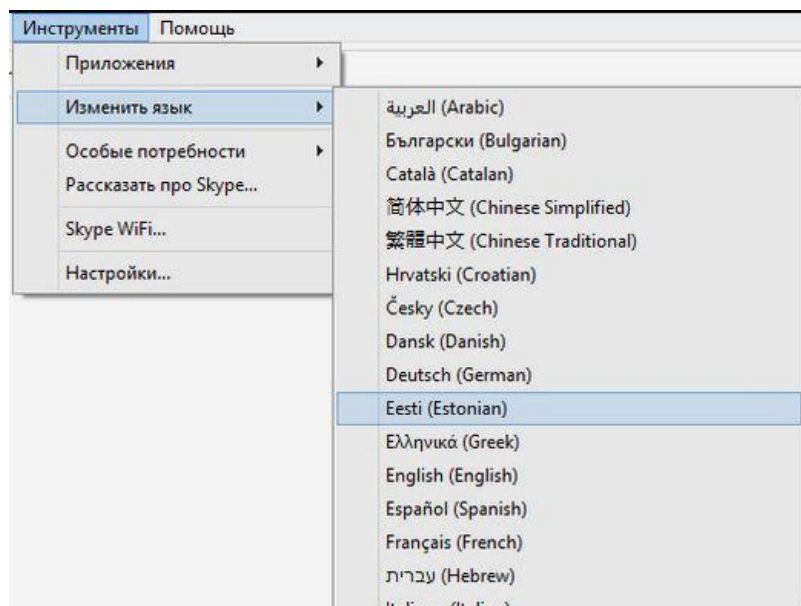 Инструменты Помощь
Приложения
Изменить язык
Особые потребности
Рассказать про Skype...
Skype WiFi...
Настройки...
العربية (Arabic)
Български (Bulgarian)
Català (Catalan)
简体中文 (Chinese Simplified)
繁體中文 (Chinese Traditional)
Hrvatski (Croatian)
Česky (Czech)
Dansk (Danish)
Deutsch (German)
Eesti (Estonian)
Ελληνικά (Greek)
English (English)
Español (Spanish)
Français (French)
עברית (Hebrew)